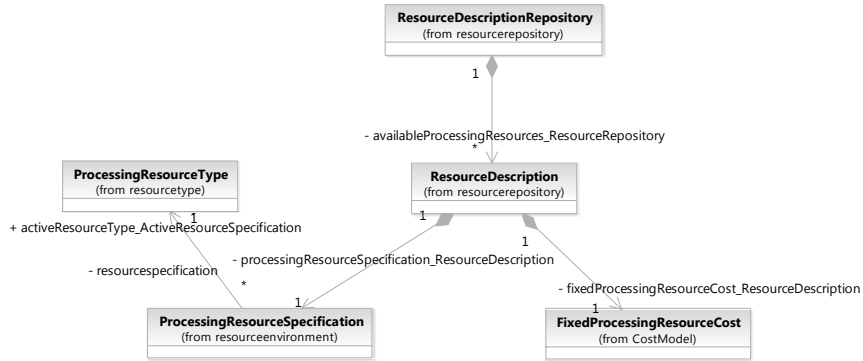 ResourceDescriptionRepository
(from resourcerepository)
1
- availableProcessingResources_ResourceRepository
*
ProcessingResourceType
(from resourcetype)
ResourceDescription
(from resourcerepository)
1
+ activeResourceType_ActiveResourceSpecification
1
1
- processingResourceSpecification_ResourceDescription
- resourcespecification
*
- fixedProcessingResourceCost_ResourceDescription
1
1
ProcessingResourceSpecification
(from resourceenvironment)
FixedProcessingResourceCost
(from CostModel)